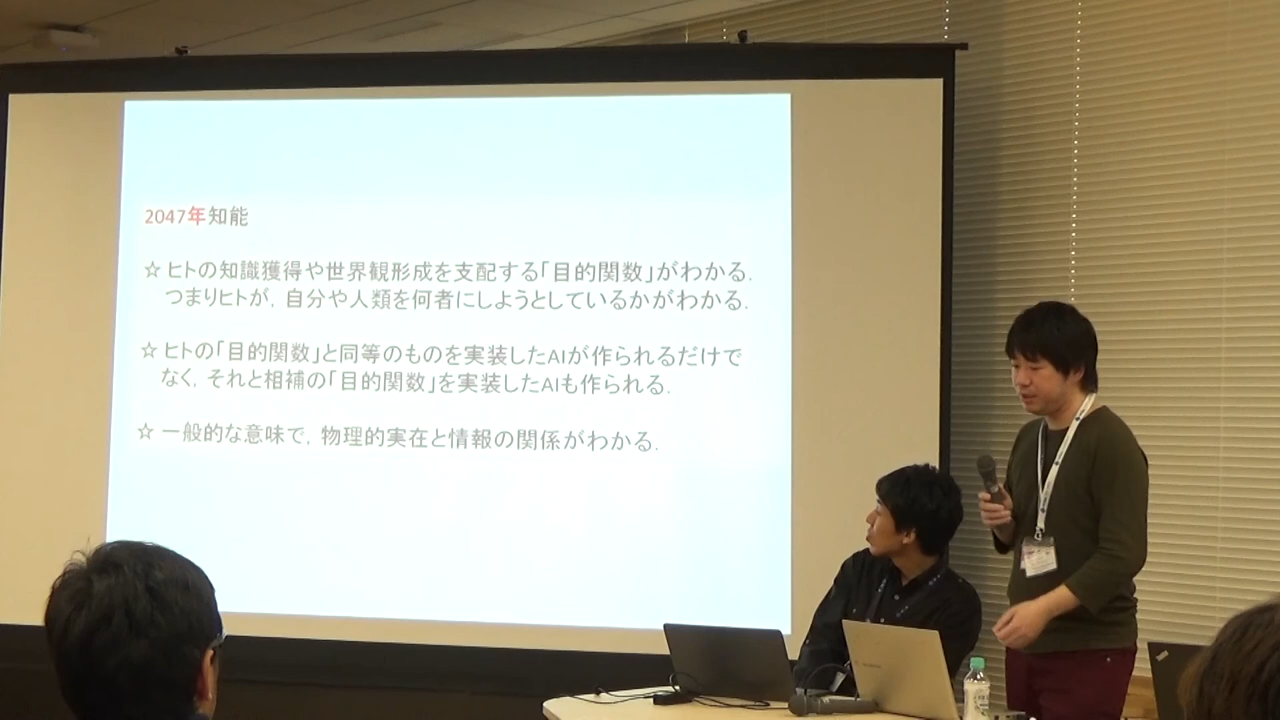 2047年知能
☆ ヒトの知識獲得や世界観形成を支配する「目的関数」がわかる.
つまりヒトが, 自分や人類を何者にしようとしているかがわかる.
☆ ヒトの「目的関数」と同等のものを実装したAIが作られるだけで
なく, それと相補の「目的関数」を実装したAIも作られる.
☆ 一般的な意味で, 物理的実在と情報の関係がわかる.